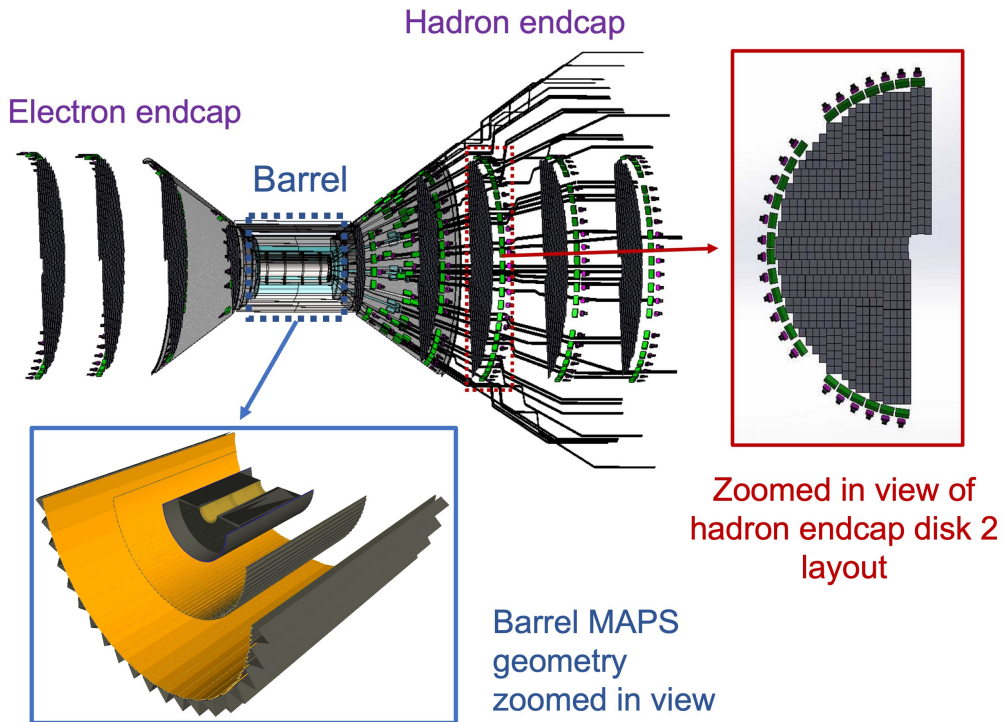 Hadron endcap
Electron endcap
Barrel
Zoomed in view of
hadron endcap disk 2
layout
Barrel MAPS
geometry
zoomed in view